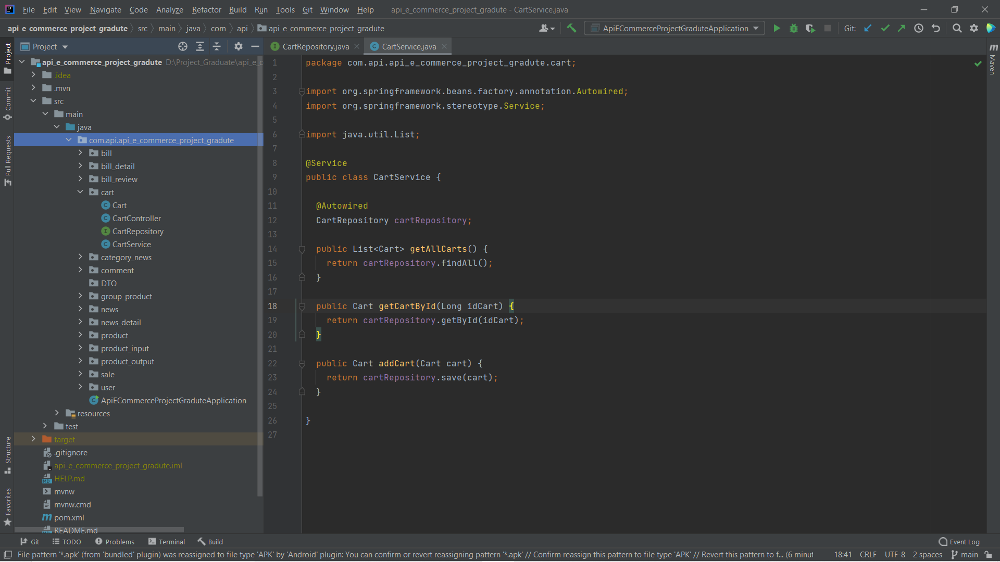 File Edit View Navigate Code Analyze Refactor Build Run Tools Git Window Help api_e_commerce_project_gradute - CartService.java
api_e_commerce_project_gradute src main java com api api_e_commerce_project_gradute ApiECommerceProjectGraduteApplication Git:
Project
CartRepository.java CartService.java
Project
Commit
Pull Requests
Structure
Favorites
Maven
api_e_commerce_project_gradute D:\Project_Graduate\api_e_c
.idea
.mvn
src
main
java
com.api.api_e_commerce_project_gradute
bill
bill_detail
bill_review
cart
Cart
CartController
CartRepository
CartService
category_news
comment
DTO
group_product
news
news_detail
product
product_input
product_output
sale
user
ApiECommerceProjectGraduteApplication
resources
test
target
.gitignore
api_e_commerce_project_gradute.iml
HELP.md
mvnw
mvnw.cmd
pom.xml
README.md
1 package com.api.api_e_commerce_project_gradute.cart;
2
3 import org.springframework.beans.factory.annotation.Autowired;
4 import org.springframework.stereotype.Service;
5
6 import java.util.List;
7
8 @Service
9 public class CartService {
10
11 @Autowired
12 CartRepository cartRepository;
13
14 public List<Cart> getAllCarts() {
15 return cartRepository.findAll();
16 }
17
18 public Cart getCartById(Long idCart) {
19 return cartRepository.getById(idCart);
20 }
21
22 public Cart addCart(Cart cart) {
23 return cartRepository.save(cart);
24 }
25
26 }
27
Git TODO Problems Terminal Build Event Log
File pattern '*.apk' (from 'bundled' plugin) was reassigned to file type 'APK' by 'Android' plugin: You can confirm or revert reassigning pattern '*.apk' // Confirm reassign this pattern to file type 'APK' // Revert this pattern to f... (6 minut 18:41 CRLF UTF-8 2 spaces main